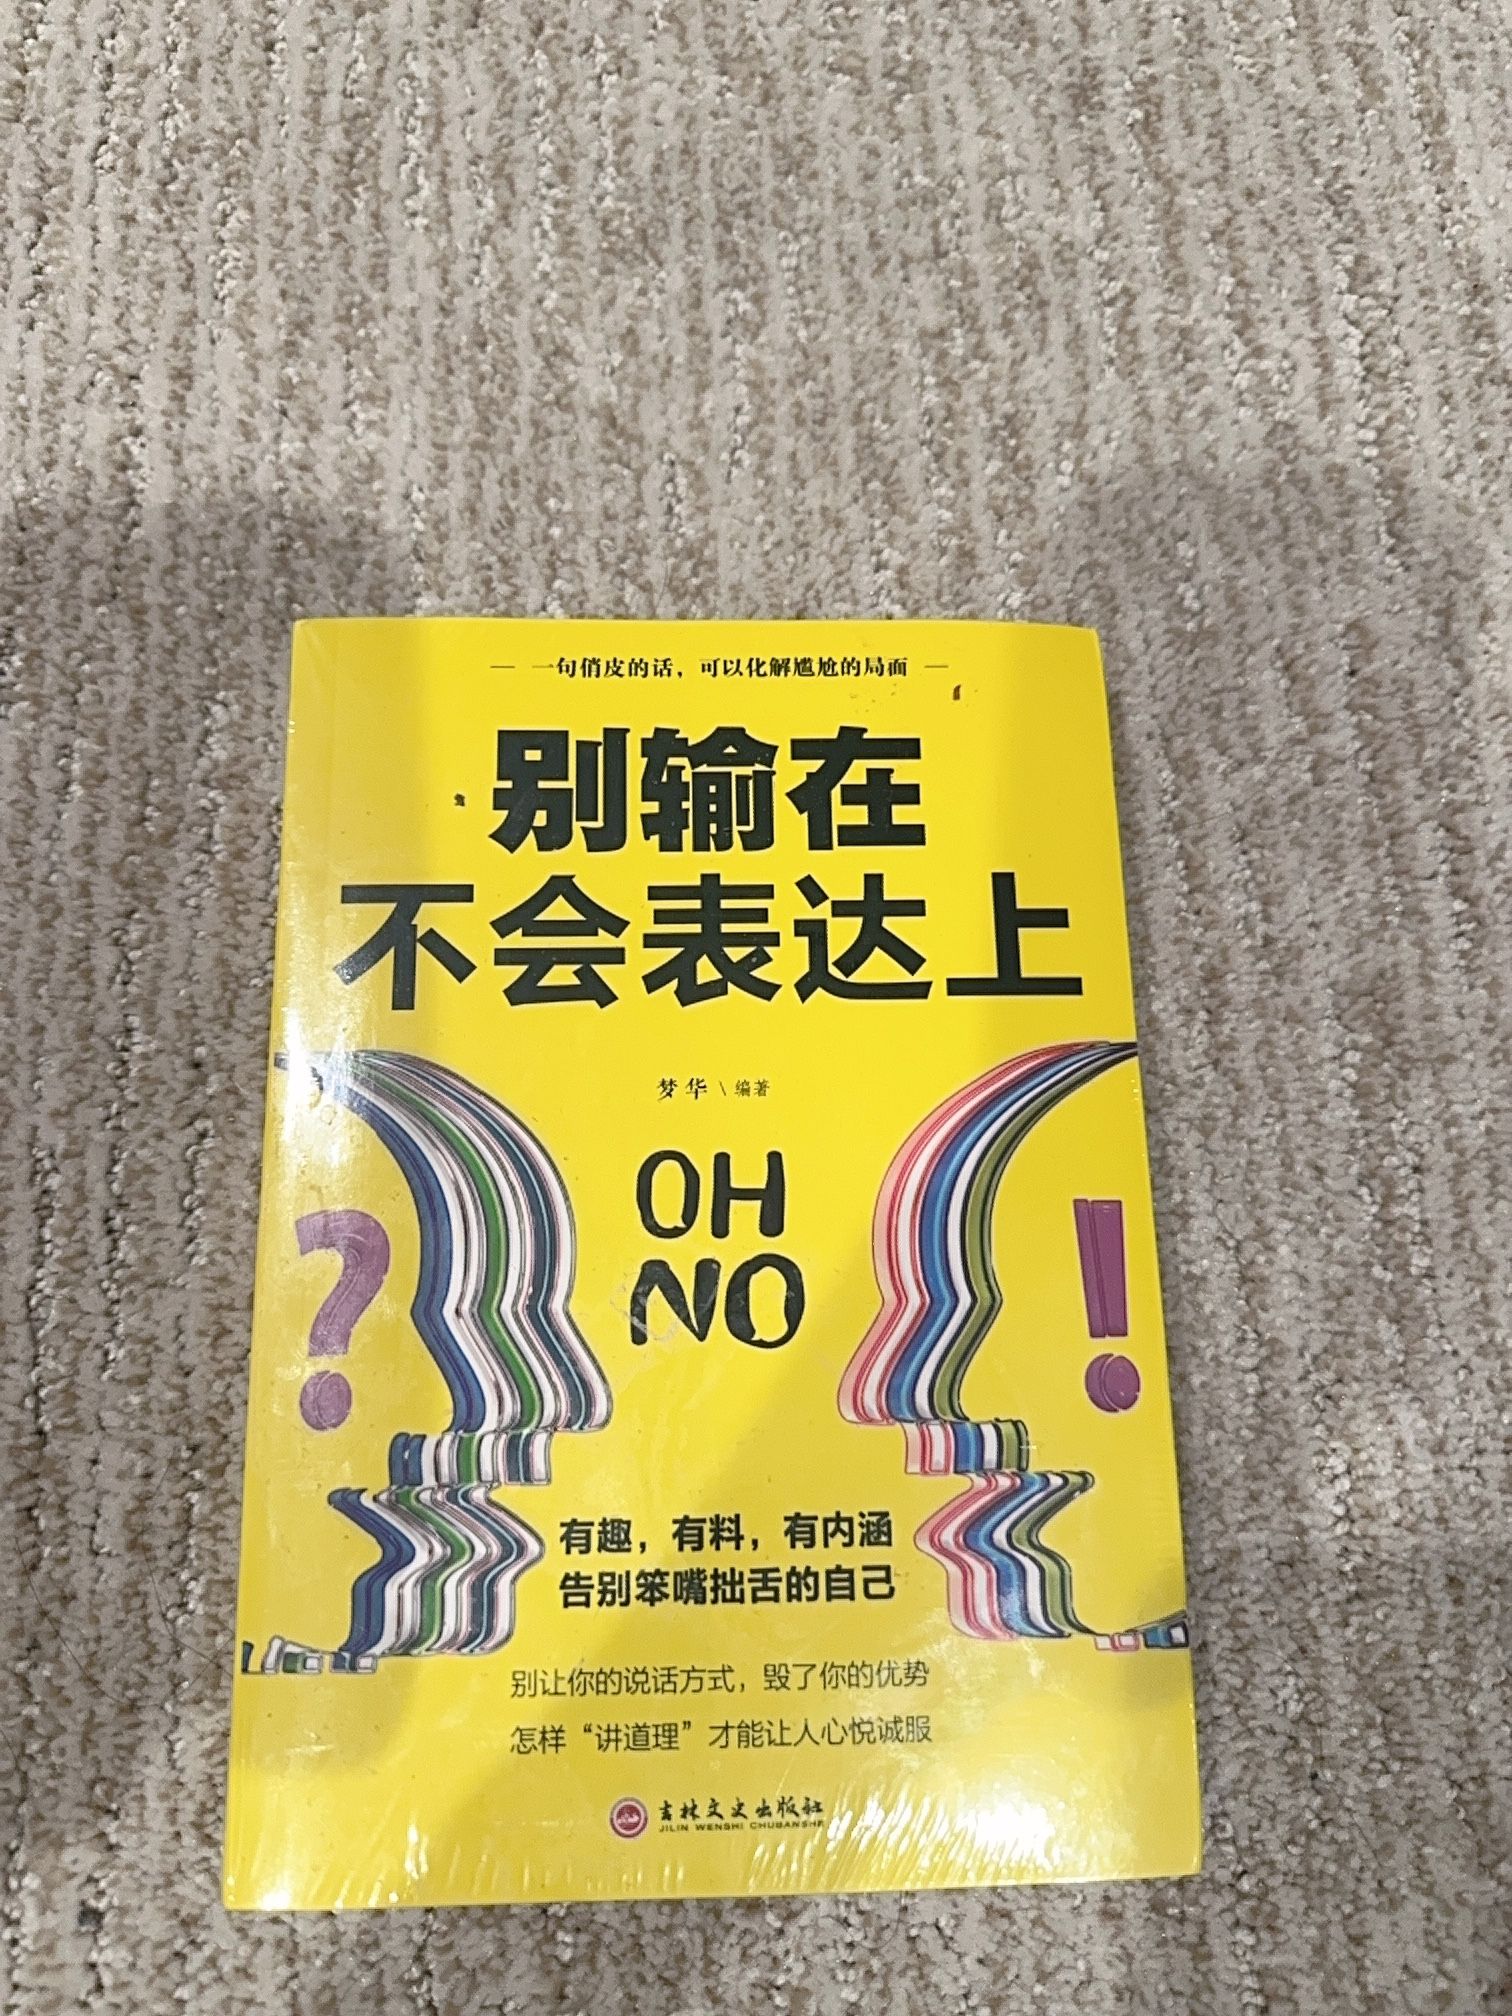 一句俏皮的话，可以化解尴尬的局面
别输在
不会表达上
梦华\编著
OH
NO
?
!
有趣，有料，有内涵
告别笨嘴拙舌的自己
别让你的说话方式，毁了你的优势
怎样“讲道理”才能让人心悦诚服
吉林文史出版社
JILIN WENSHI CHUBANSHE